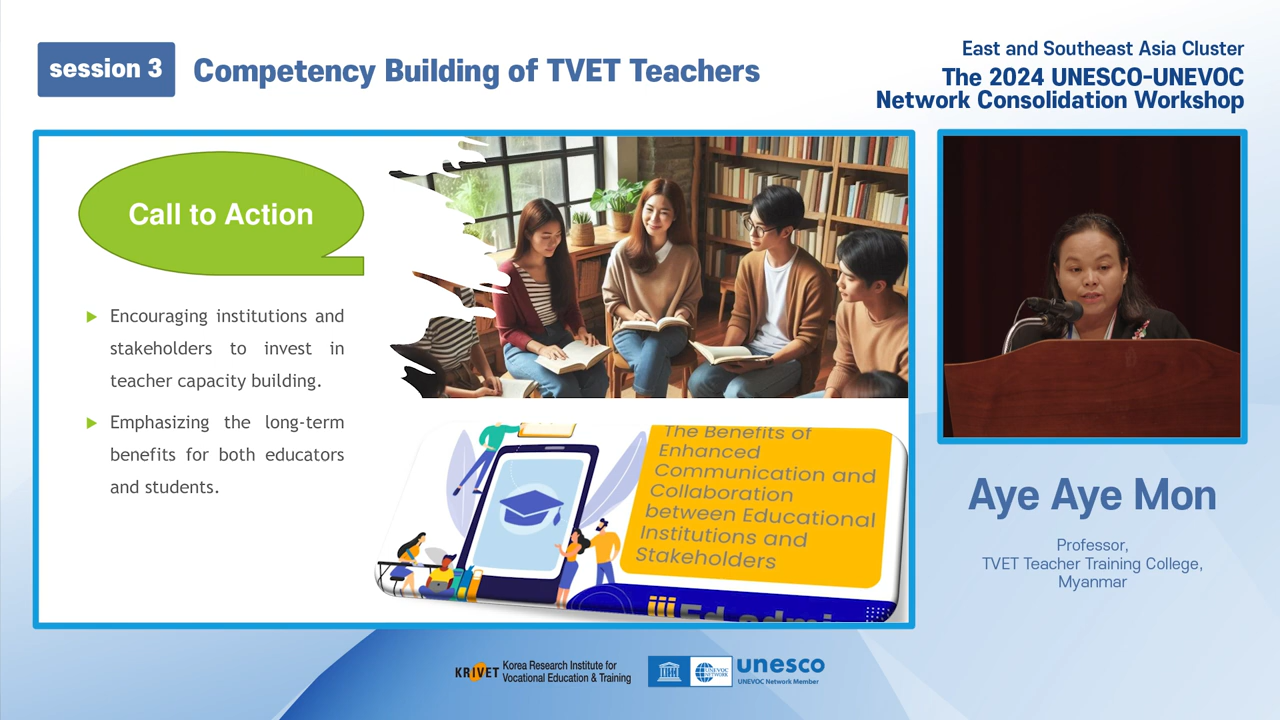 session 3
Competency Building of TVET Teachers
East and Southeast Asia Cluster
The 2024 UNESCO-UNEVOC
Network Consolidation Workshop
Call to Action
Encouraging institutions and
stakeholders to invest in
teacher capacity building.
Emphasizing the long-term
benefits for both educators
and students.
The Benefits of
Enhanced
Communication and
Collaboration
between Educational
Institutions and
Stakeholders
Aye Aye Mon
Professor,
TVET Teacher Training College,
Myanmar
KRIVET
Korea Research Institute for
Vocational Education & Training
UNEVOC
NETWORK
unesco
UNEVOC Network Member